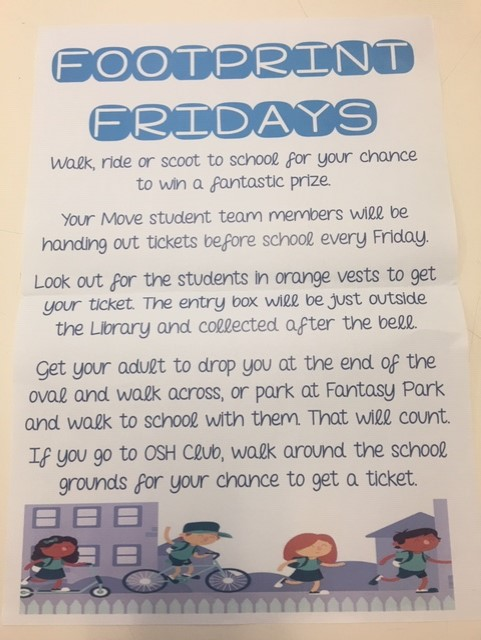 FOOTPRINT
FRIDAYS
Walk, ride or scoot to school for your chance
to win a fantastic prize.
Your Move student team members will be
handing out tickets before school every Friday.
Look out for the students in orange vests to get
your ticket. The entry box will be just outside
the Library and collected after the bell.
Get your adult to drop you at the end of the
oval and walk across, or park at Fantasy Park
and walk to school with them. That will count.
If you go to OSH Club, walk around the school
grounds for your chance to get a ticket.